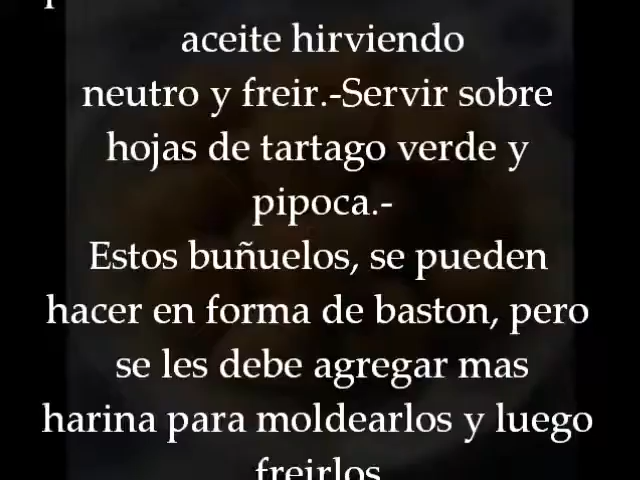 aceite hirviendo
neutro y freir.-Servir sobre
hojas de tartago verde y
pipoca.-
Estos buñuelos, se pueden
hacer en forma de baston, pero
se les debe agregar mas
harina para moldearlos y luego
freirlos